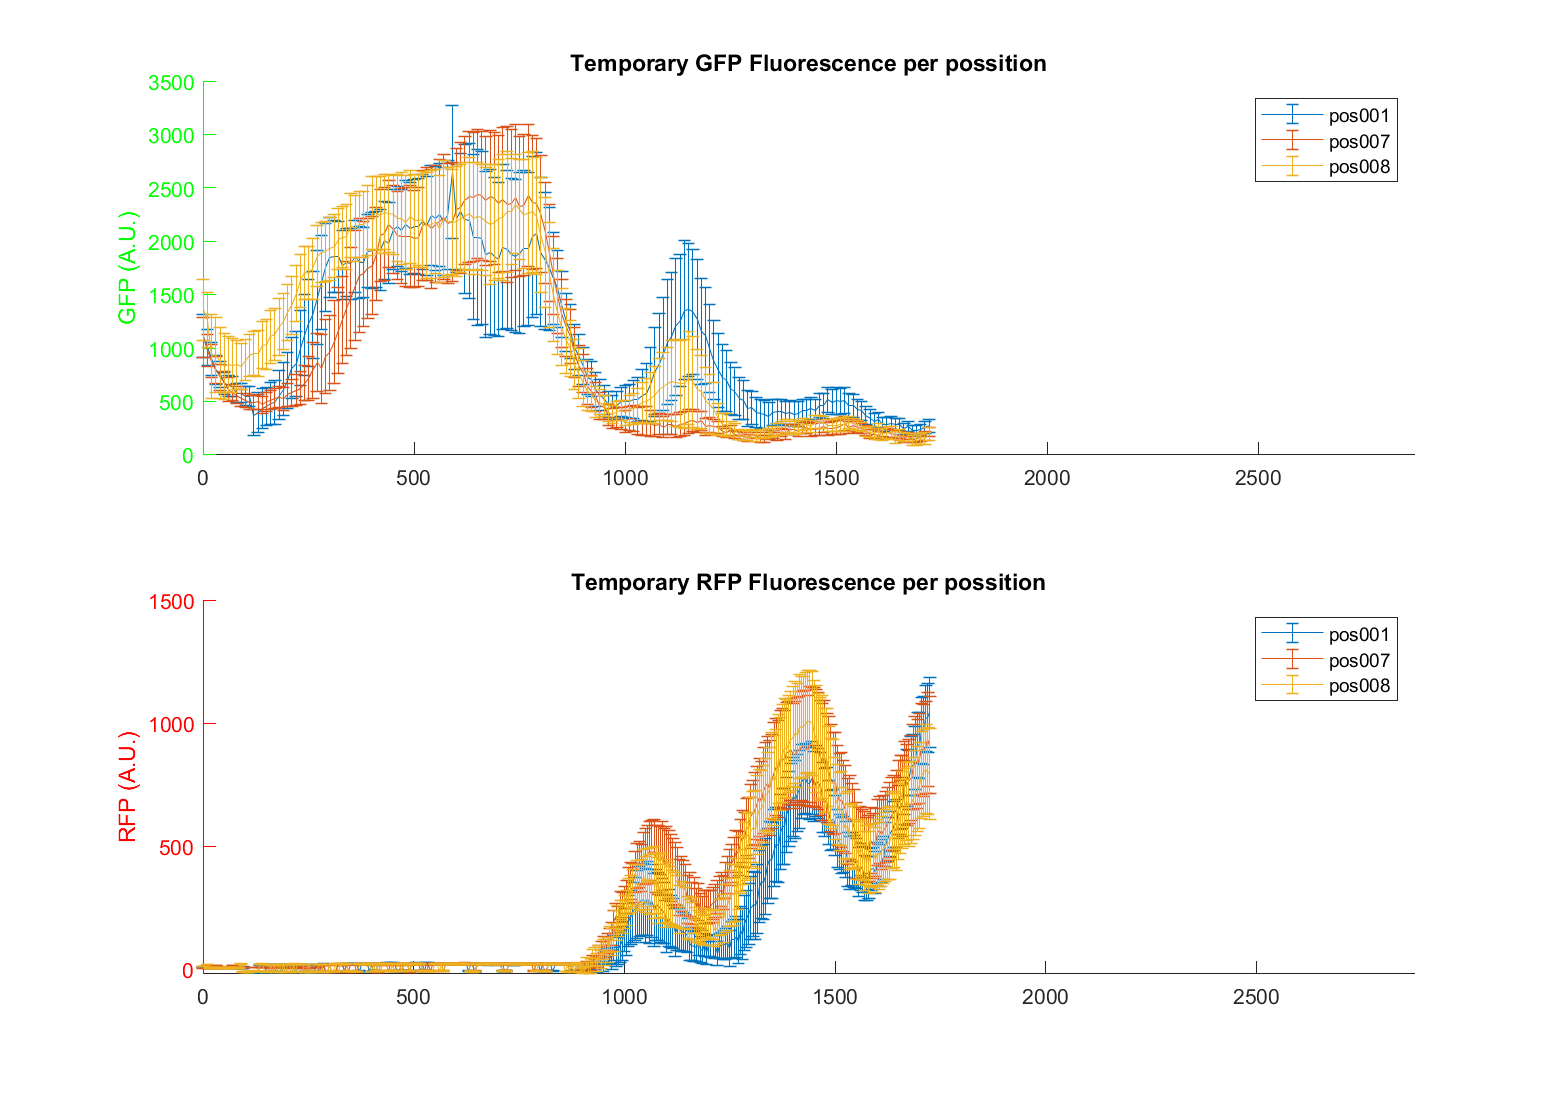 Temporary GFP Fluorescence per possition
GFP (A.U.)
3500
3000
2500
2000
1500
1000
500
0
0 500 1000 1500 2000 2500
pos001
pos007
pos008
Temporary RFP Fluorescence per possition
RFP (A.U.)
1500
1000
500
0
0 500 1000 1500 2000 2500
pos001
pos007
pos008